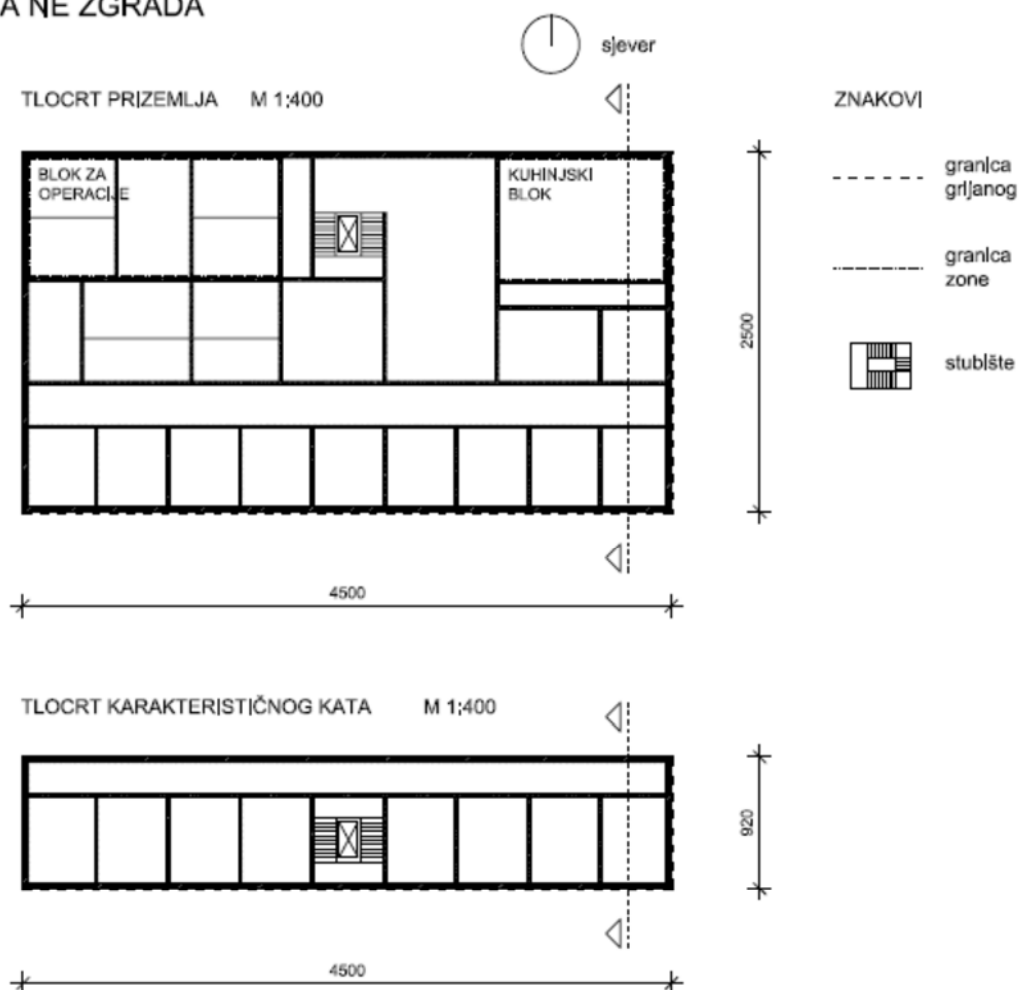 A NE ZGRADA
sjever
TLOCRT PRIZEMLJA M 1:400
ZNAKOVI
BLOK ZA
OPERACIJE
KUHINJSKI
BLOK
granica
grijanog
granica
zone
stubište
2500
4500
TLOCRT KARAKTERISTIČNOG KATA M 1:400
920
4500